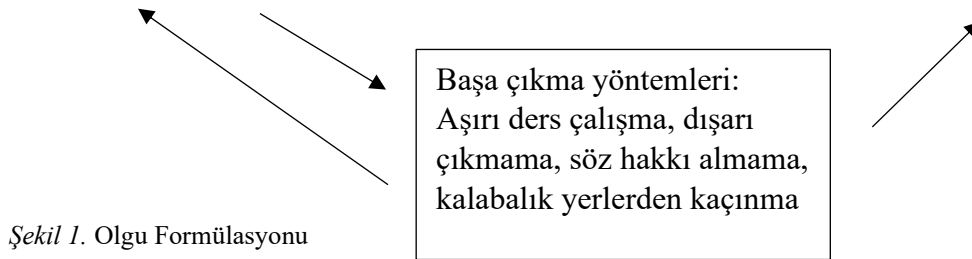 Başa çıkma yöntemleri:
Aşırı ders çalışma, dışarı
çıkmama, söz hakkı almama,
kalabalık yerlerden kaçınma
Şekil 1. Olgu Formülasyonu